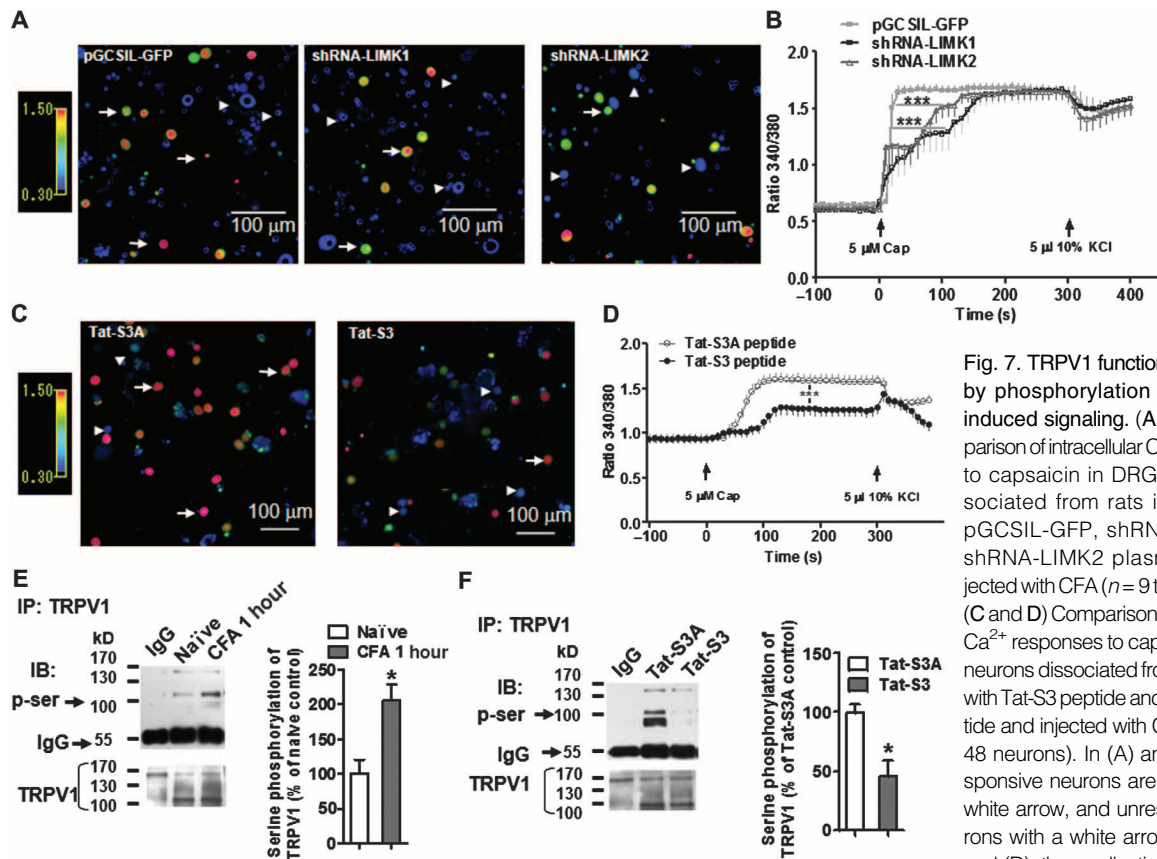 A
pGCSIL-GFP
shRNA-LIMK1
shRNA-LIMK2
1.50
0.30
100 μm
100 μm
100 μm
B
pGCSIL-GFP
shRNA-LIMK1
shRNA-LIMK2
Ratio 340/380
2.0
1.5
1.0
0.5
0.0
***
***
5 μM Cap
5 μl 10% KCl
–100 0 100 200 300 400
Time (s)
C
Tat-S3A
Tat-S3
1.50
0.30
100 μm
100 μm
D
Tat-S3A peptide
Tat-S3 peptide
Ratio 340/380
2.0
1.5
1.0
0.5
0.0
***
5 μM Cap
5 μl 10% KCl
–100 0 100 200 300
Time (s)
Fig. 7. TRPV1 function
by phosphorylation
induced signaling. (A
parison of intracellular C
to capsaicin in DRG
sociated from rats i
pGCSIL-GFP, shRN
shRNA-LIMK2 plasm
jected with CFA (n = 9 t
(C and D) Comparison
Ca2+ responses to cap
neurons dissociated fro
with Tat-S3 peptide and
tide and injected with C
48 neurons). In (A) an
sponsive neurons are
white arrow, and unres
rons with a white arro
E
IP: TRPV1
kD
IgG
Naïve
CFA 1 hour
IB:
170
130
p-ser
100
IgG
55
TRPV1
170
130
100
Serine phosphorylation of
TRPV1 (% of naive control)
Naïve
CFA 1 hour
250
200
150
100
50
0
*
F
IP: TRPV1
kD
IgG
Tat-S3A
Tat-S3
IB:
170
130
p-ser
100
IgG
55
TRPV1
170
130
100
Serine phosphorylation of
TRPV1 (% of Tat-S3A control)
Tat-S3A
Tat-S3
150
100
50
0
*